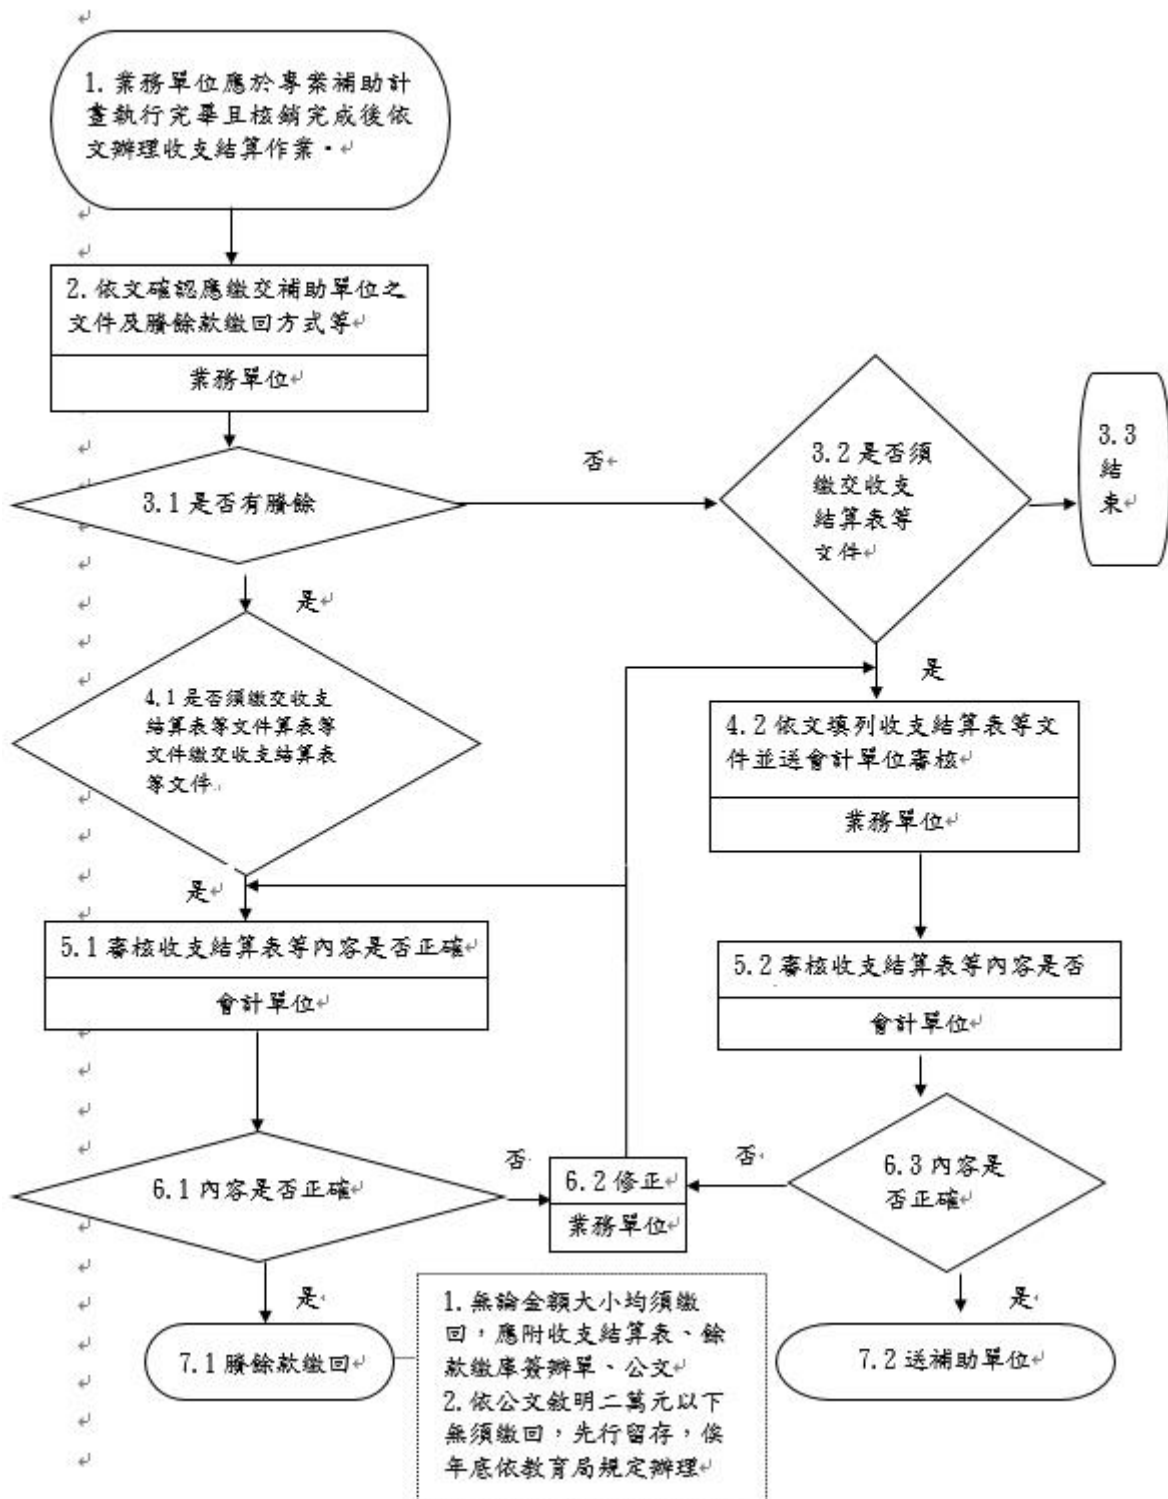 1.業務單位應於專案補助計
畫執行完畢且核銷完成後依
文辦理收支結算作業。
2.依文確認應繳交補助單位之
文件及賸餘款繳回方式等
業務單位
3.1是否有賸餘
否
3.2是否須
繳交收支
結算表等
文件
3.3
結
束
是
4.1是否須繳交收支
結算表等文件算表等
文件繳交收支結算表
等文件
是
4.2依文填列收支結算表等文
件並送會計單位審核
業務單位
是
5.1審核收支結算表等內容是否正確
會計單位
5.2審核收支結算表等內容是否
會計單位
6.1內容是否正確
否
6.2修正
業務單位
否
6.3內容是
否正確
是
7.1賸餘款繳回
1.無論金額大小均須繳
回，應附收支結算表、餘
款繳庫簽辦單、公文
2.依公文敘明二萬元以下
無須繳回，先行留存，俟
年底依教育局規定辦理
是
7.2送補助單位